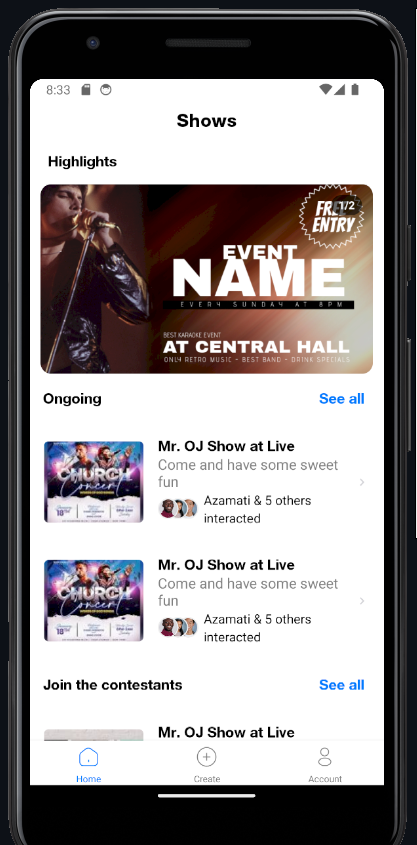 8:33
Shows
Highlights
1/2
ENTRY
EVENT
NAME
EVERY SUNDAY AT 8PM
BEST KARAOKE EVENT
AT CENTRAL HALL
ONLY RETRO MUSIC - BEST BAND - DRINK SPECIALS
Ongoing See all
Mr. OJ Show at Live
Come and have some sweet
fun
Azamati & 5 others
interacted
CHURCH
Concert
18TH
Mr. OJ Show at Live
Come and have some sweet
fun
Azamati & 5 others
interacted
CHURCH
Concert
18TH
Join the contestants See all
Mr. OJ Show at Live
Home Create Account